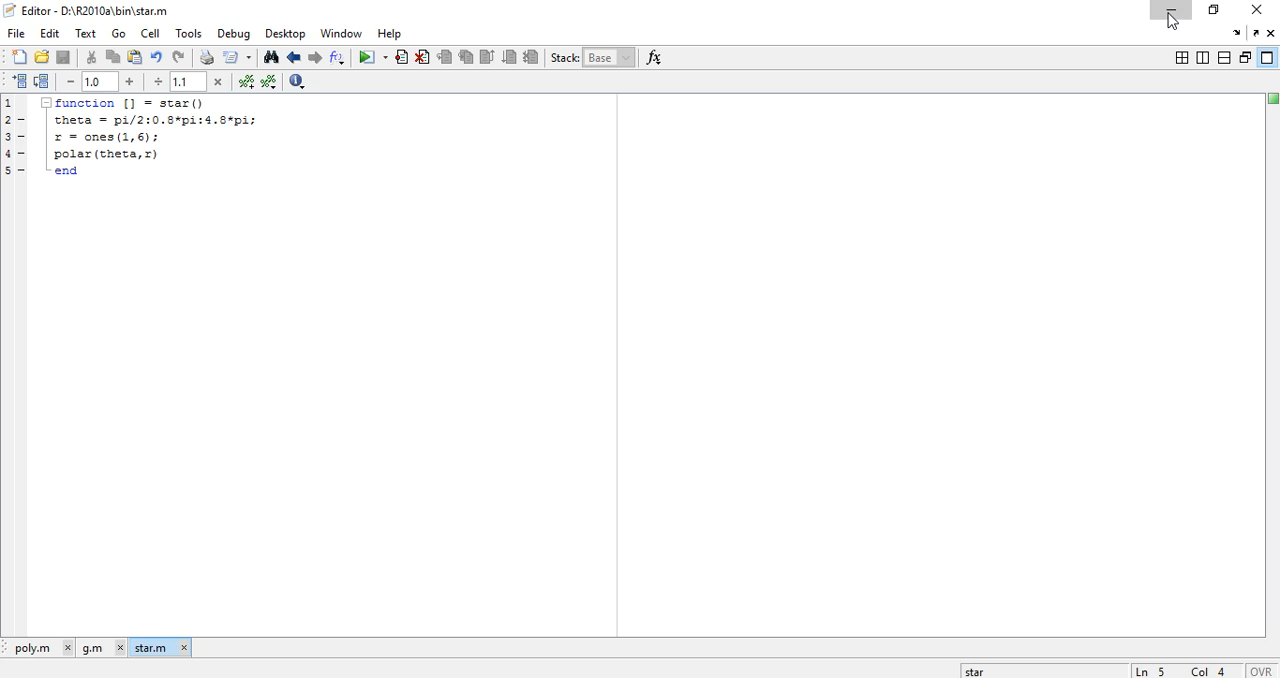 Editor - D:\R2010a\bin\star.m
File Edit Text Go Cell Tools Debug Desktop Window Help
Stack: Base fx
1.0 1.1
1 function [] = star()
2 theta = pi/2:0.8*pi:4.8*pi;
3 r = ones(1,6);
4 polar(theta,r)
5 end
poly.m g.m star.m
star Ln 5 Col 4 OVR